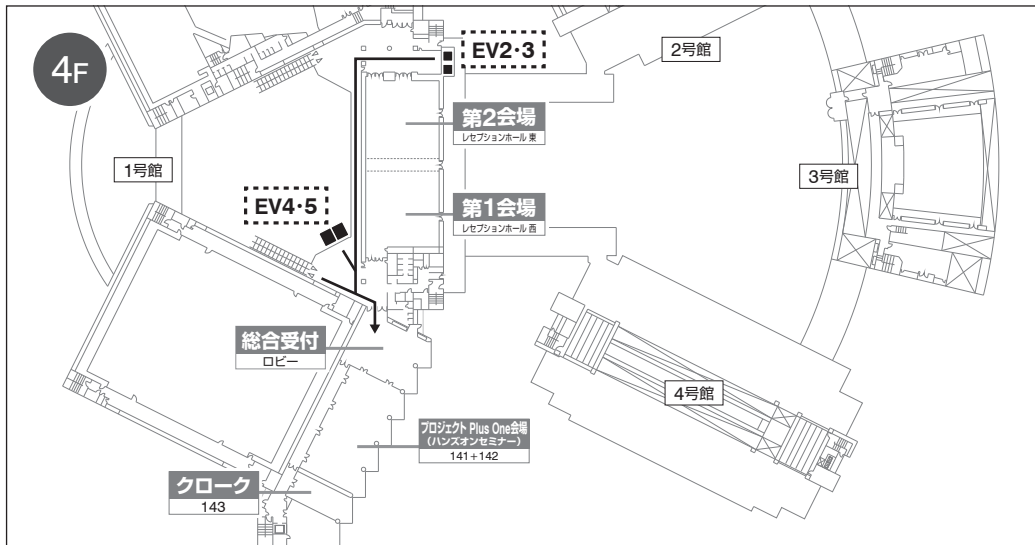 4F
EV2・3
2号館
第2会場
レセプションホール 東
1号館
3号館
EV4・5
第1会場
レセプションホール 西
総合受付
ロビー
4号館
プロジェクト Plus One会場
(ハンズオンセミナー)
141+142
クローク
143